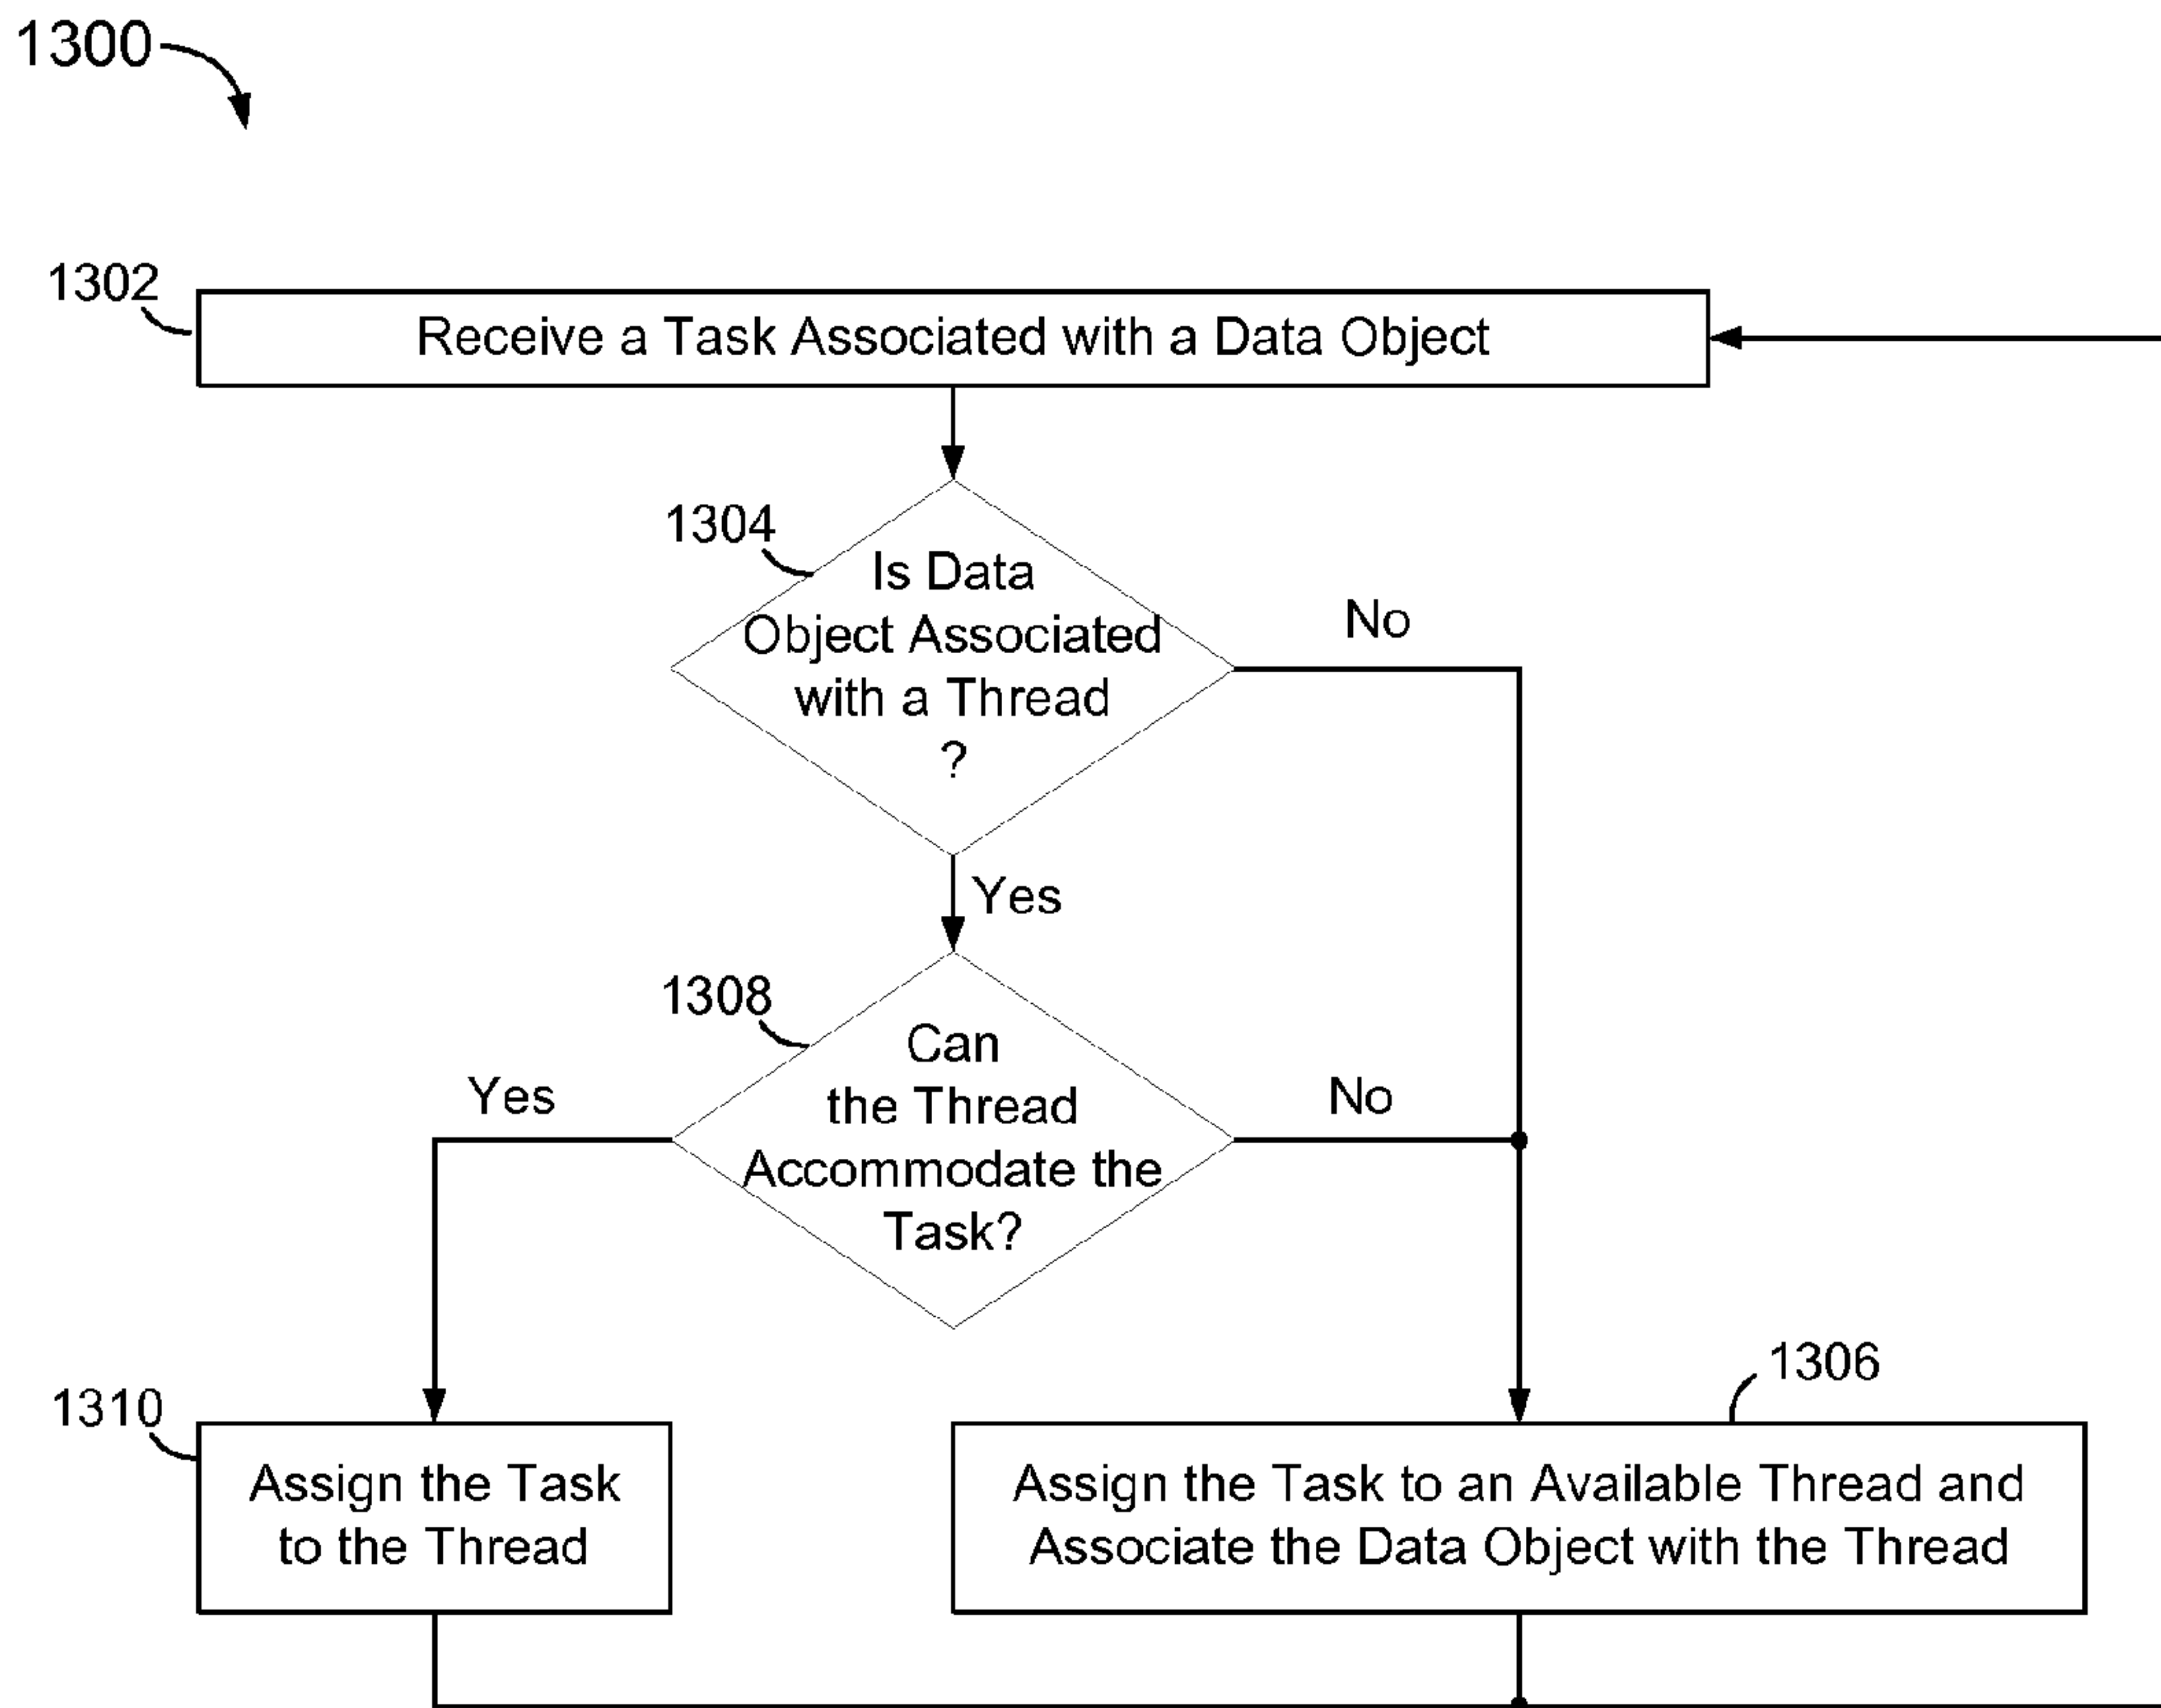 1300
1302
Receive a Task Associated with a Data Object
1304
Is Data
Object Associated
with a Thread
?
No
Yes
1308
Can
the Thread
Accommodate the
Task?
Yes
No
1306
1310
Assign the Task
to the Thread
Assign the Task to an Available Thread and
Associate the Data Object with the Thread